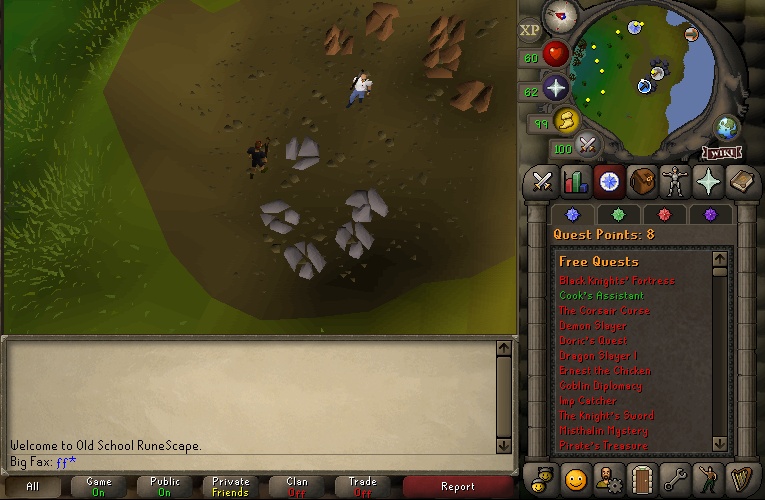 XP
60
62
99
100
WIKI
Quest Points: 8
Free Quests
Black Knights' Fortress
Cook's Assistant
The Corsair Curse
Demon Slayer
Doric's Quest
Dragon Slayer I
Ernest the Chicken
Goblin Diplomacy
Imp Catcher
The Knight's Sword
Misthalin Mystery
Pirate's Treasure
Welcome to Old School RuneScape.
Big Fax: ff*
All
Game
On
Public
On
Private
Friends
Clan
Off
Trade
Off
Report